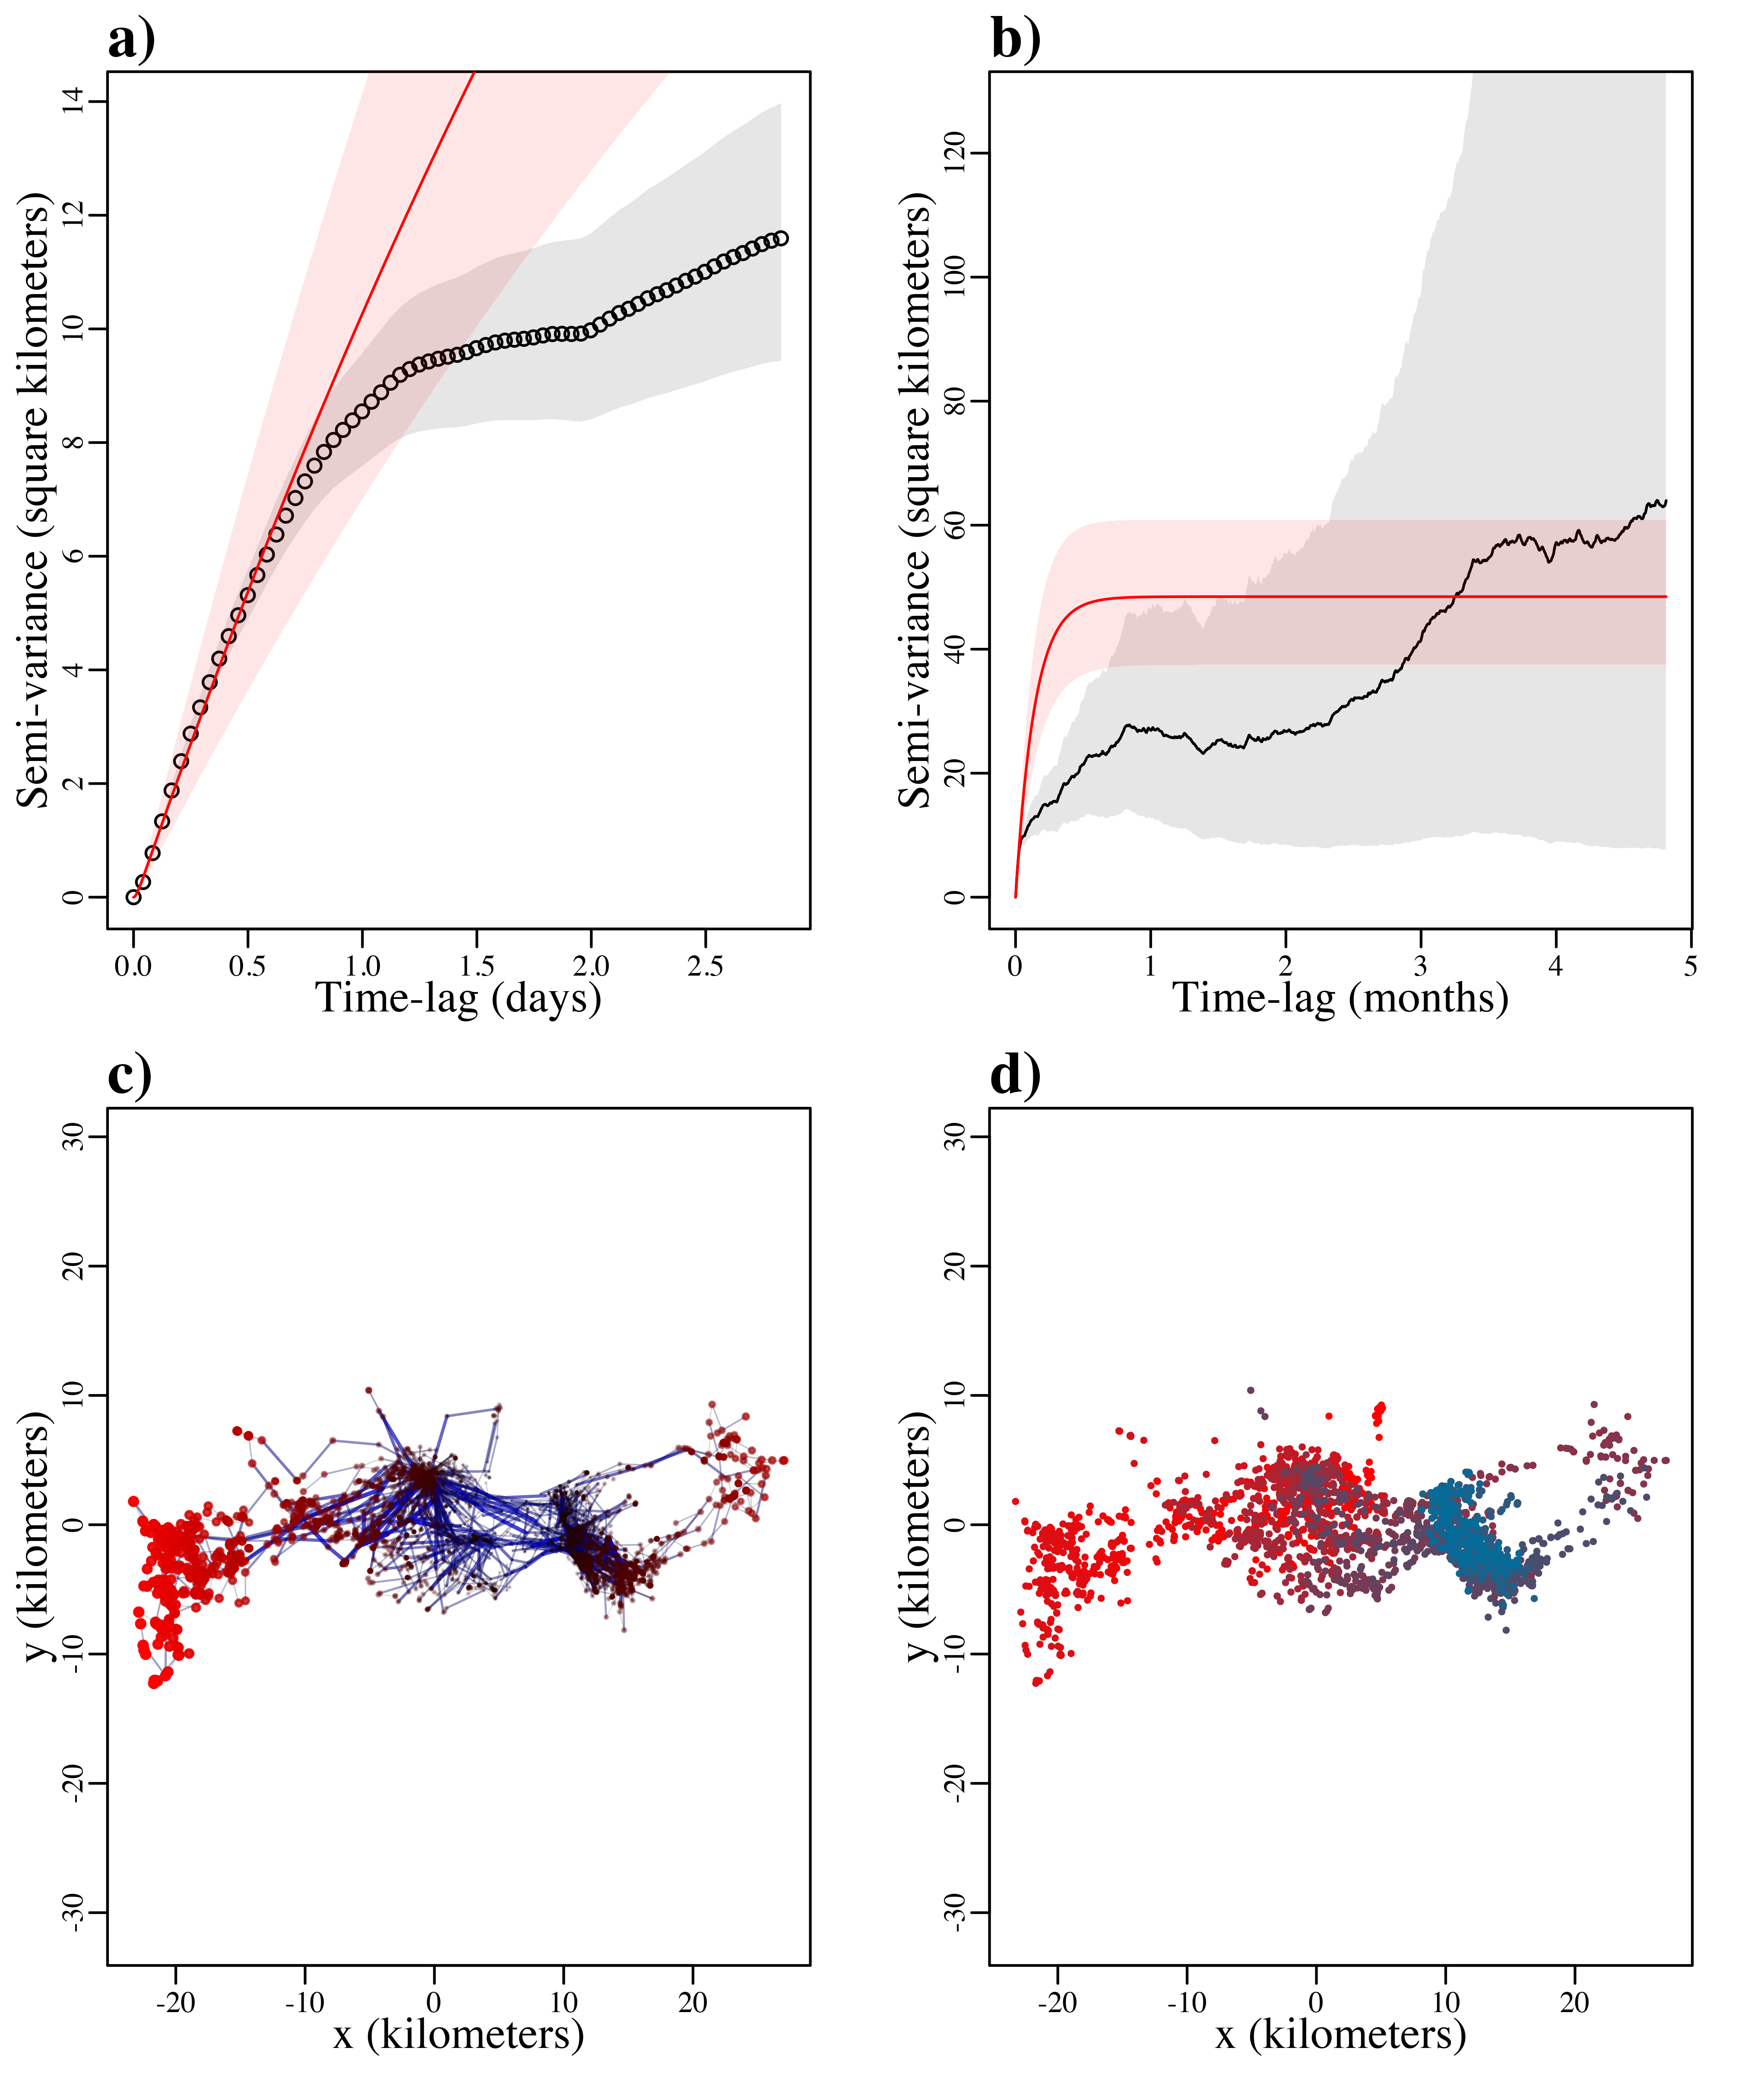 a)
Semi-variance (square kilometers)
14
12
10
8
6
4
2
0
0.0 0.5 1.0 1.5 2.0 2.5
Time-lag (days)
b)
Semi-variance (square kilometers)
120
100
80
60
40
20
0
0 1 2 3 4 5
Time-lag (months)
c)
y (kilometers)
30
20
10
0
-10
-20
-30
-20 -10 0 10 20
x (kilometers)
d)
y (kilometers)
30
20
10
0
-10
-20
-30
-20 -10 0 10 20
x (kilometers)